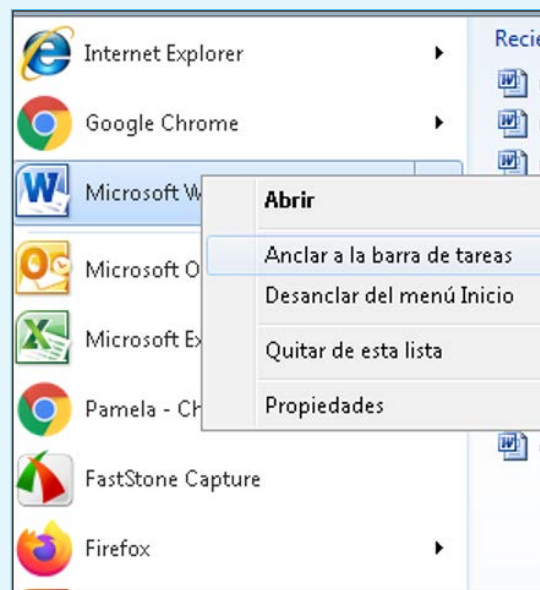 Internet Explorer
Google Chrome
Microsoft W
Abrir
Anclar a la barra de tareas
Desanclar del menú Inicio
Quitar de esta lista
Propiedades
Microsoft O
Microsoft Ex
Pamela - Ch
FastStone Capture
Firefox
Recie